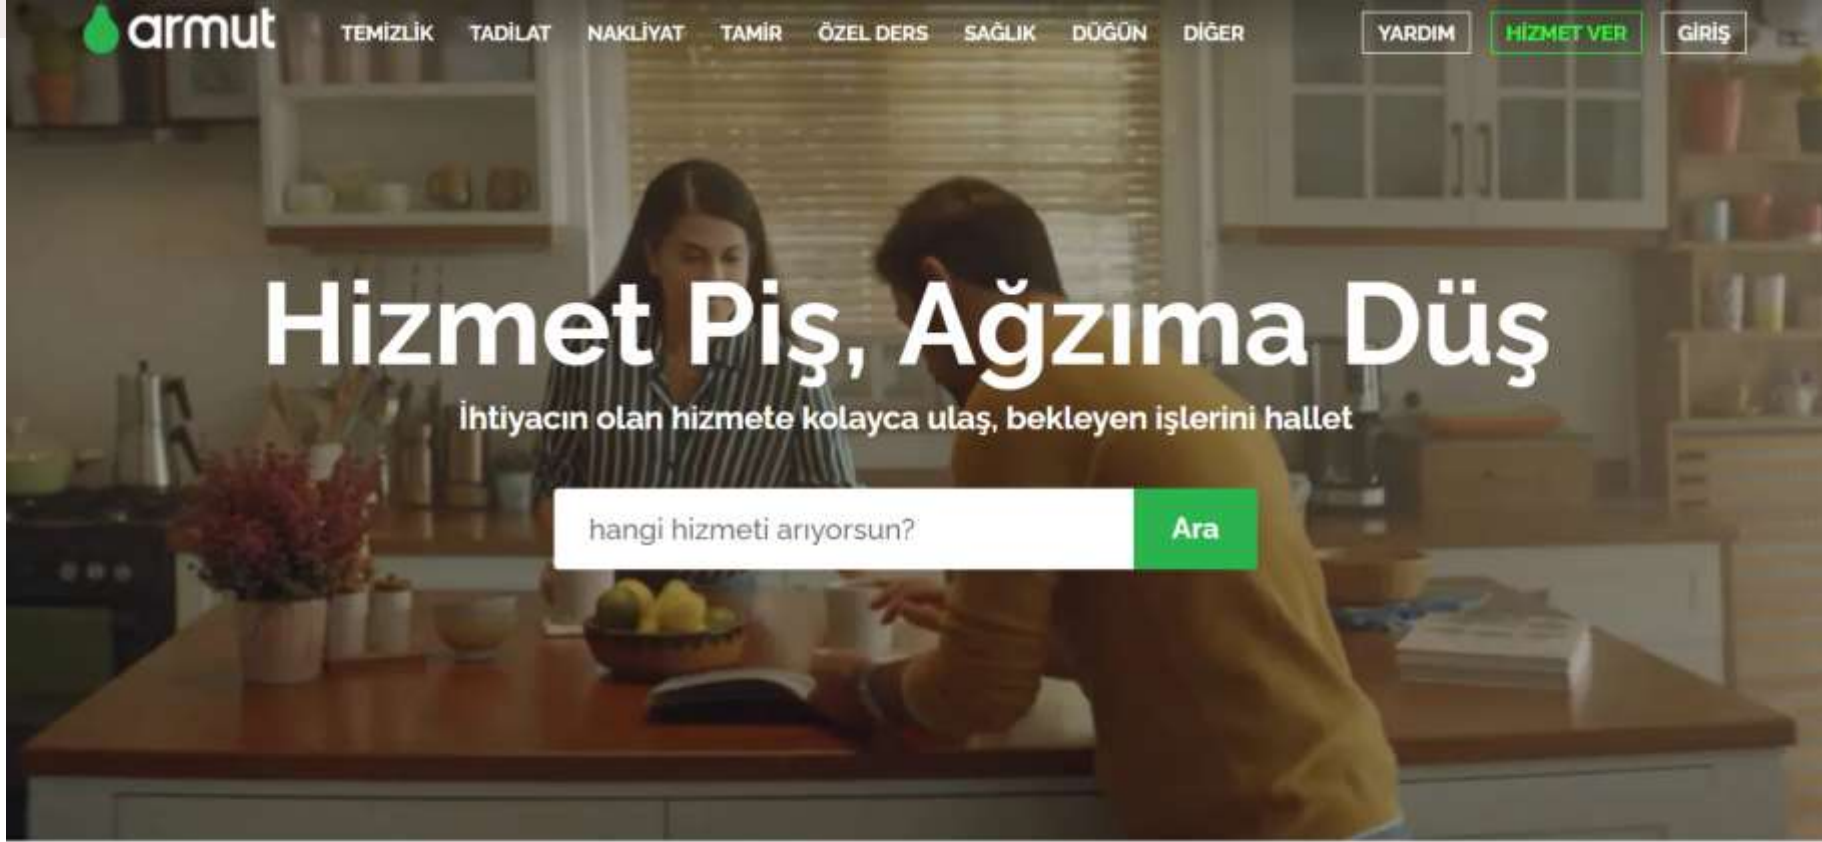 armut TEMİZLİK TADİLAT NAKLİYAT TAMİR ÖZEL DERS SAĞLIK DÜĞÜN DİĞER YARDIM HİZMET VER GİRİŞ
Hizmet Piş, Ağzıma Düş
İhtiyacın olan hizmete kolayca ulaş, bekleyen işlerini hallet
hangi hizmeti arıyorsun? Ara